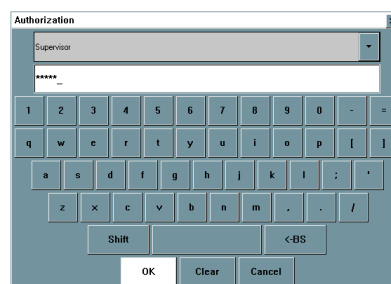 Authorization
Supervisor
*****_
1 2 3 4 5 6 7 8 9 0 - =
q w e r t y u i o p [ ]
a s d f g h j k l ; '
z x c v b n m , . /
Shift <-BS
OK Clear Cancel